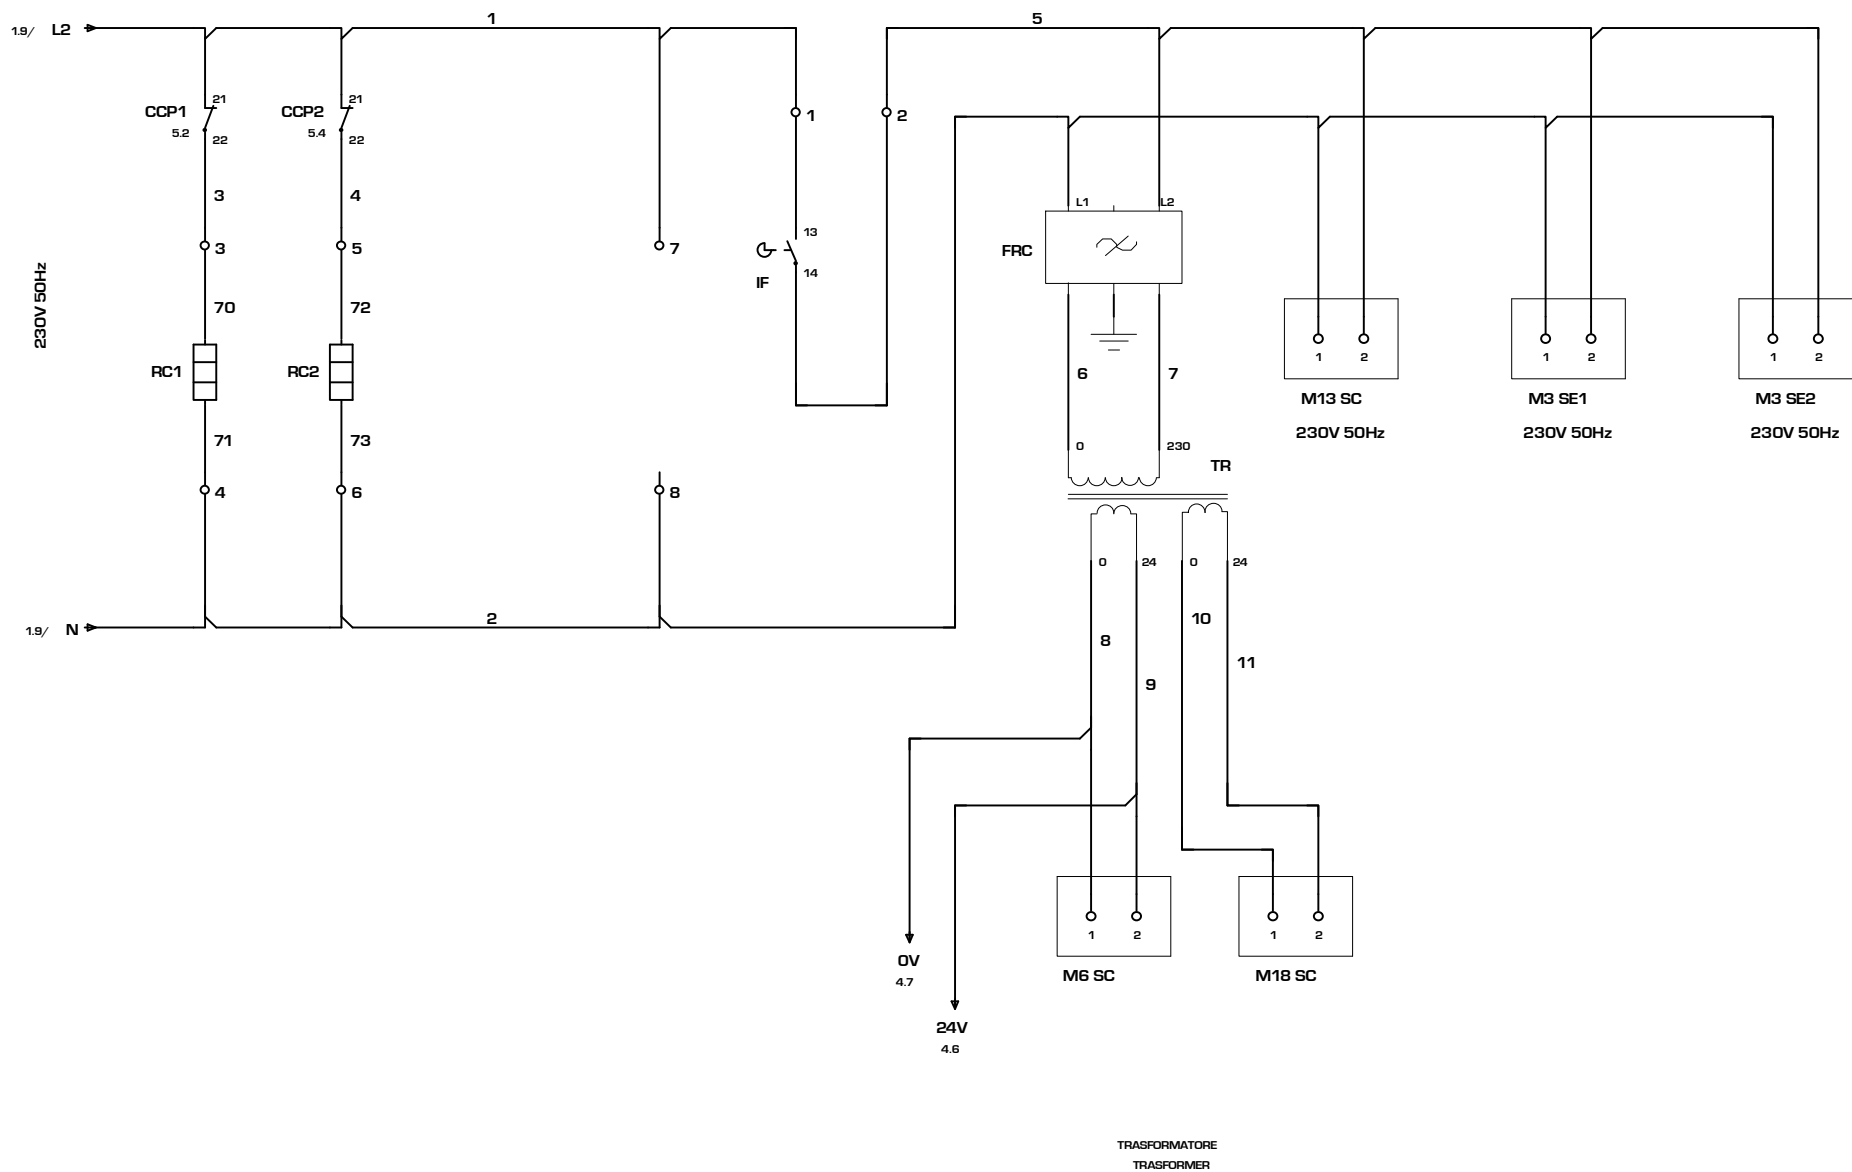 1.9/ L2
1
5
CCP1
5.2
21
22
CCP2
5.4
21
22
1
2
3
4
L1
L2
13
14
IF
FRC
3
5
7
230V 50Hz
70
72
RC1
RC2
1
2
1
2
1
2
6
7
M13 SC
M3 SE1
M3 SE2
230V 50Hz
230V 50Hz
230V 50Hz
71
73
0
230
TR
4
6
8
0
24
0
24
1.9/ N
2
8
10
9
11
1
2
1
2
0V
4.7
M6 SC
M18 SC
24V
4.6
TRASFORMATORE
TRASFORMER